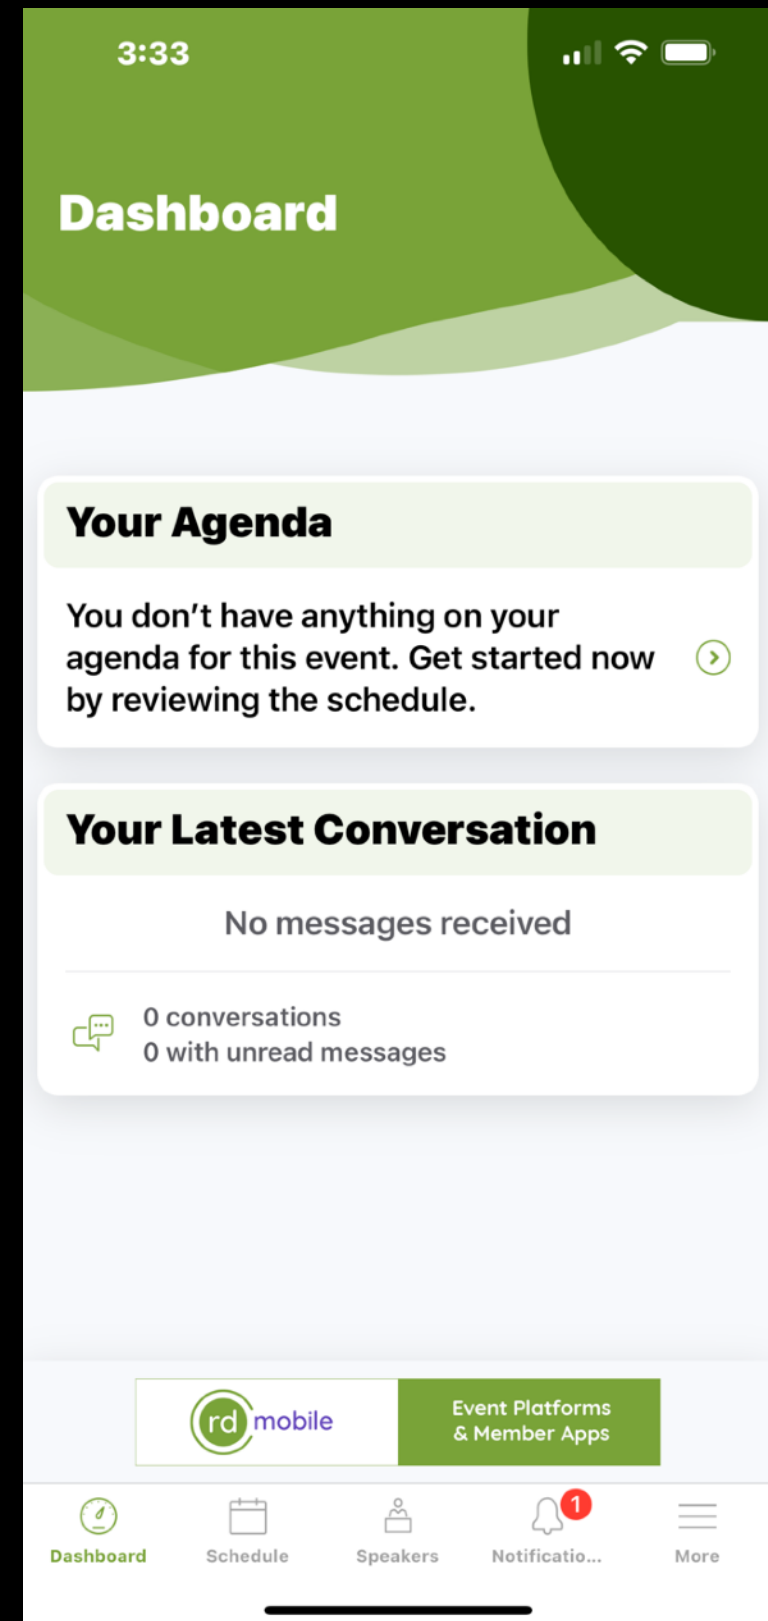 3:33
Dashboard
Your Agenda
You don't have anything on your
agenda for this event. Get started now
by reviewing the schedule.
Your Latest Conversation
No messages received
0 conversations
0 with unread messages
rd mobile
Event Platforms
& Member Apps
1
Dashboard
Schedule
Speakers
Notificatio...
More